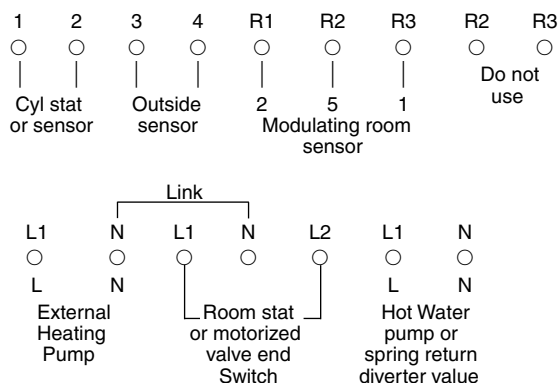 1 2 3 4 R1 R2 R3 R2 R3
Cyl stat
or sensor
Outside
sensor
2 5 1
Modulating room
sensor
Do not
use
Link
L1 N L1 N L2 L1 N
L N L N
External
Heating
Pump
Room stat
or motorized
valve end
Switch
Hot Water
pump or
spring return
diverter value